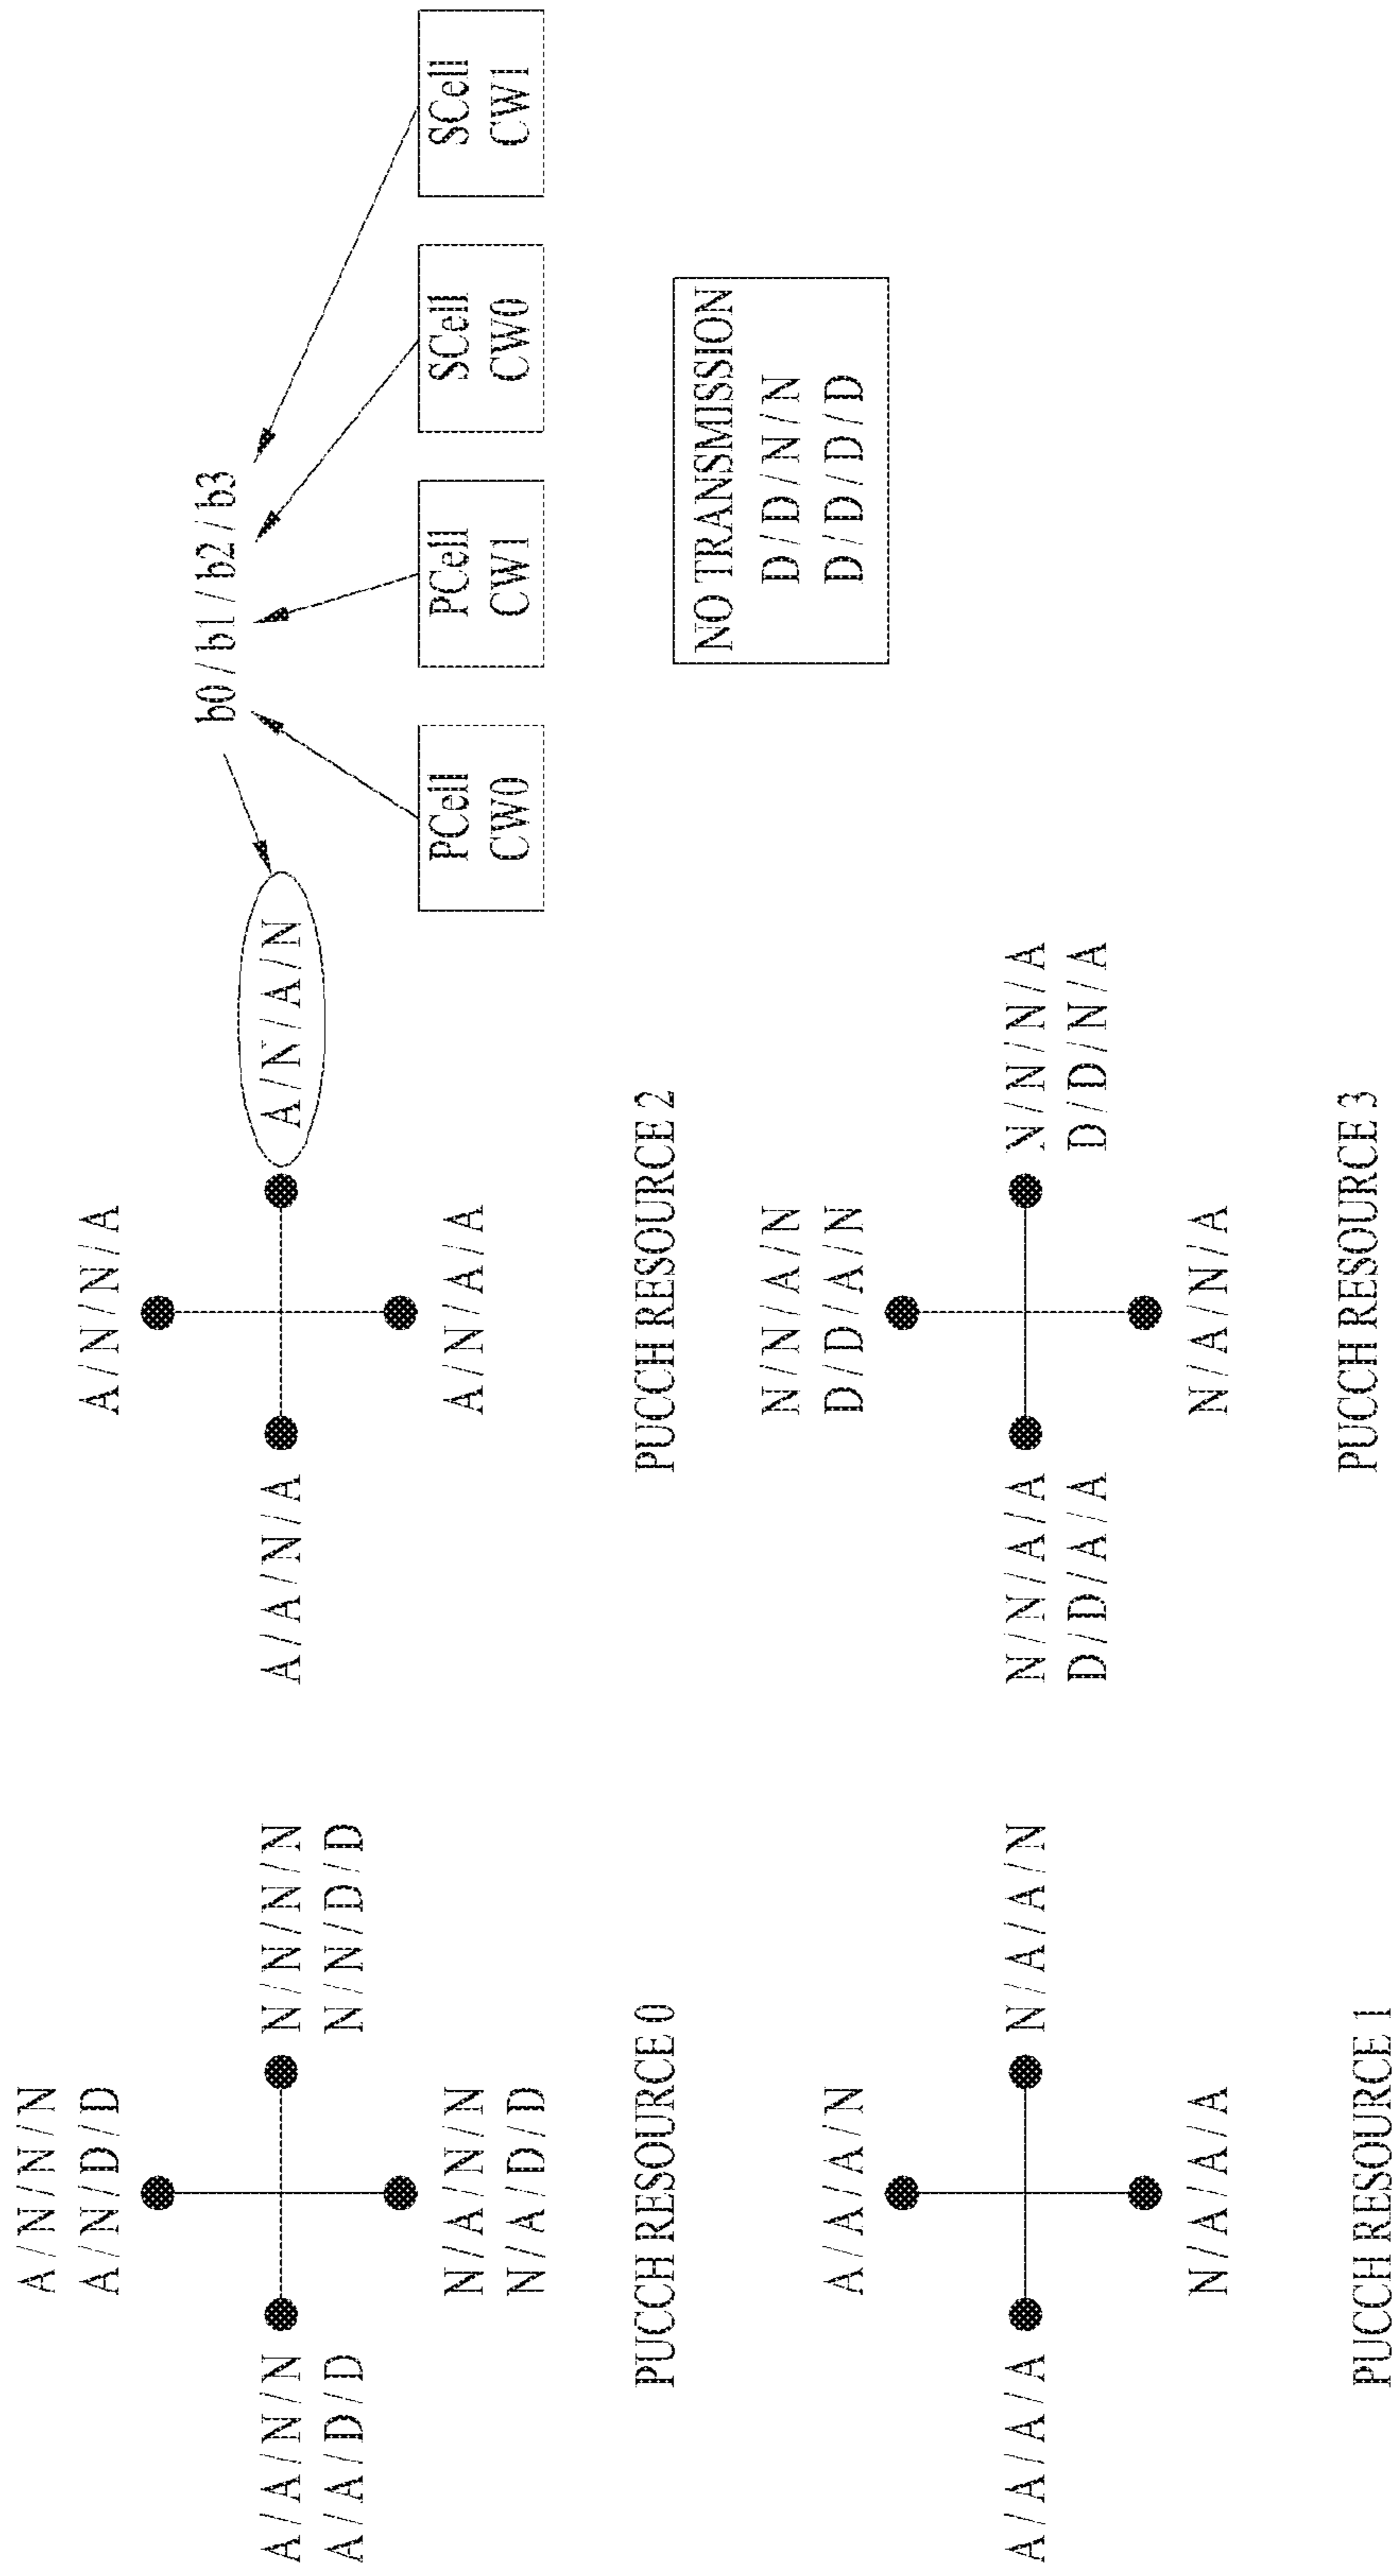 A / N / N / N
A / N / D / D
A / A / N / N
A / A / D / D
N / N / N / N
N / N / D / D
N / A / N / N
N / A / D / D
PUCCH RESOURCE 0
A / N / N / A
A / A / N / A
A / N / A / N
A / N / A / A
PUCCH RESOURCE 2
b0 / b1 / b2 / b3
PCell
CW0
PCell
CW1
SCell
CW0
SCell
CW1
NO TRANSMISSION
D / D / N / N
D / D / D / D
A / A / A / N
A / A / A / A
N / A / A / N
N / A / A / A
PUCCH RESOURCE 1
N / N / A / N
D / D / A / N
N / N / A / A
D / D / A / A
N / N / N / A
D / D / N / A
N / A / N / A
PUCCH RESOURCE 3